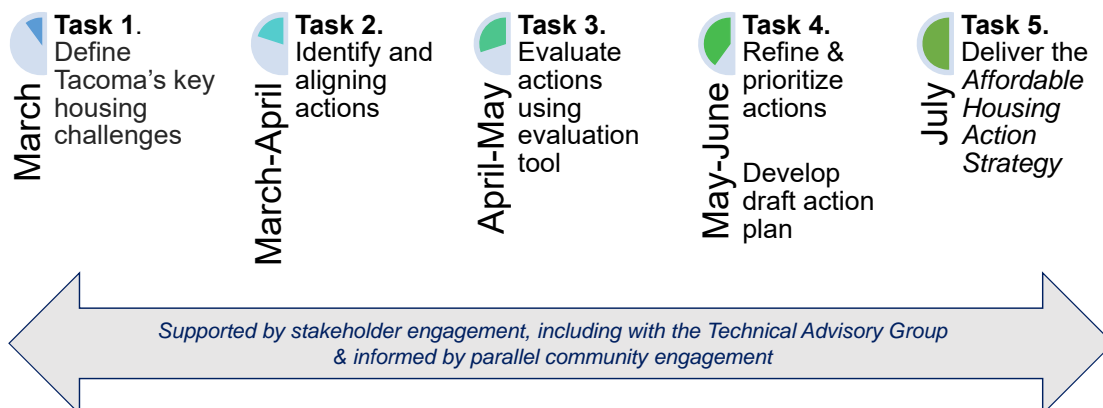 Task 1.
Define
Tacoma's key
housing
challenges
March
Task 2.
Identify and
aligning
actions
March-April
Task 3.
Evaluate
actions
using
evaluation
tool
April-May
Task 4.
Refine &
prioritize
actions
Develop
draft action
plan
May-June
Task 5.
Deliver the
Affordable
Housing
Action
Strategy
July
Supported by stakeholder engagement, including with the Technical Advisory Group
& informed by parallel community engagement